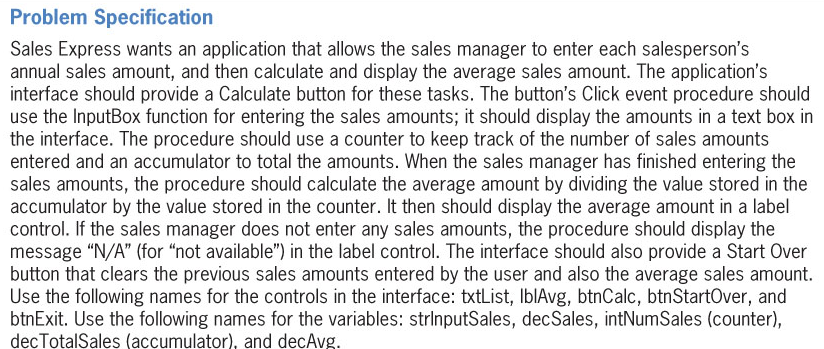 Problem Specification
Sales Express wants an application that allows the sales manager to enter each salesperson's
annual sales amount, and then calculate and display the average sales amount. The application's
interface should provide a Calculate button for these tasks. The button's Click event procedure should
use the InputBox function for entering the sales amounts; it should display the amounts in a text box in
the interface. The procedure should use a counter to keep track of the number of sales amounts
entered and an accumulator to total the amounts. When the sales manager has finished entering the
sales amounts, the procedure should calculate the average amount by dividing the value stored in the
accumulator by the value stored in the counter. It then should display the average amount in a label
control. If the sales manager does not enter any sales amounts, the procedure should display the
message “N/A” (for “not available”) in the label control. The interface should also provide a Start Over
button that clears the previous sales amounts entered by the user and also the average sales amount.
Use the following names for the controls in the interface: txtList, lblAvg, btnCalc, btnStartOver, and
btnExit. Use the following names for the variables: strInputSales, decSales, intNumSales (counter),
decTotalSales (accumulator), and decAvg.